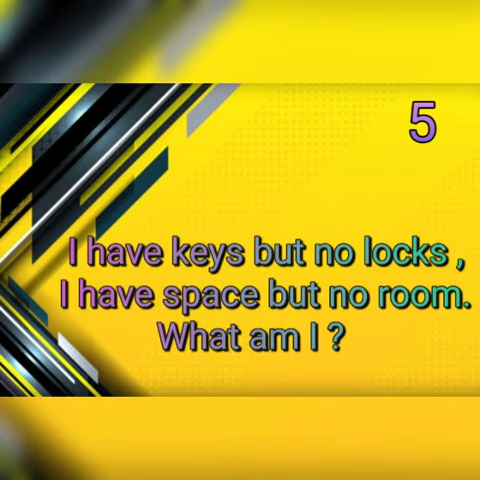 5
I have keys but no locks ,
I have space but no room.
What am I ?